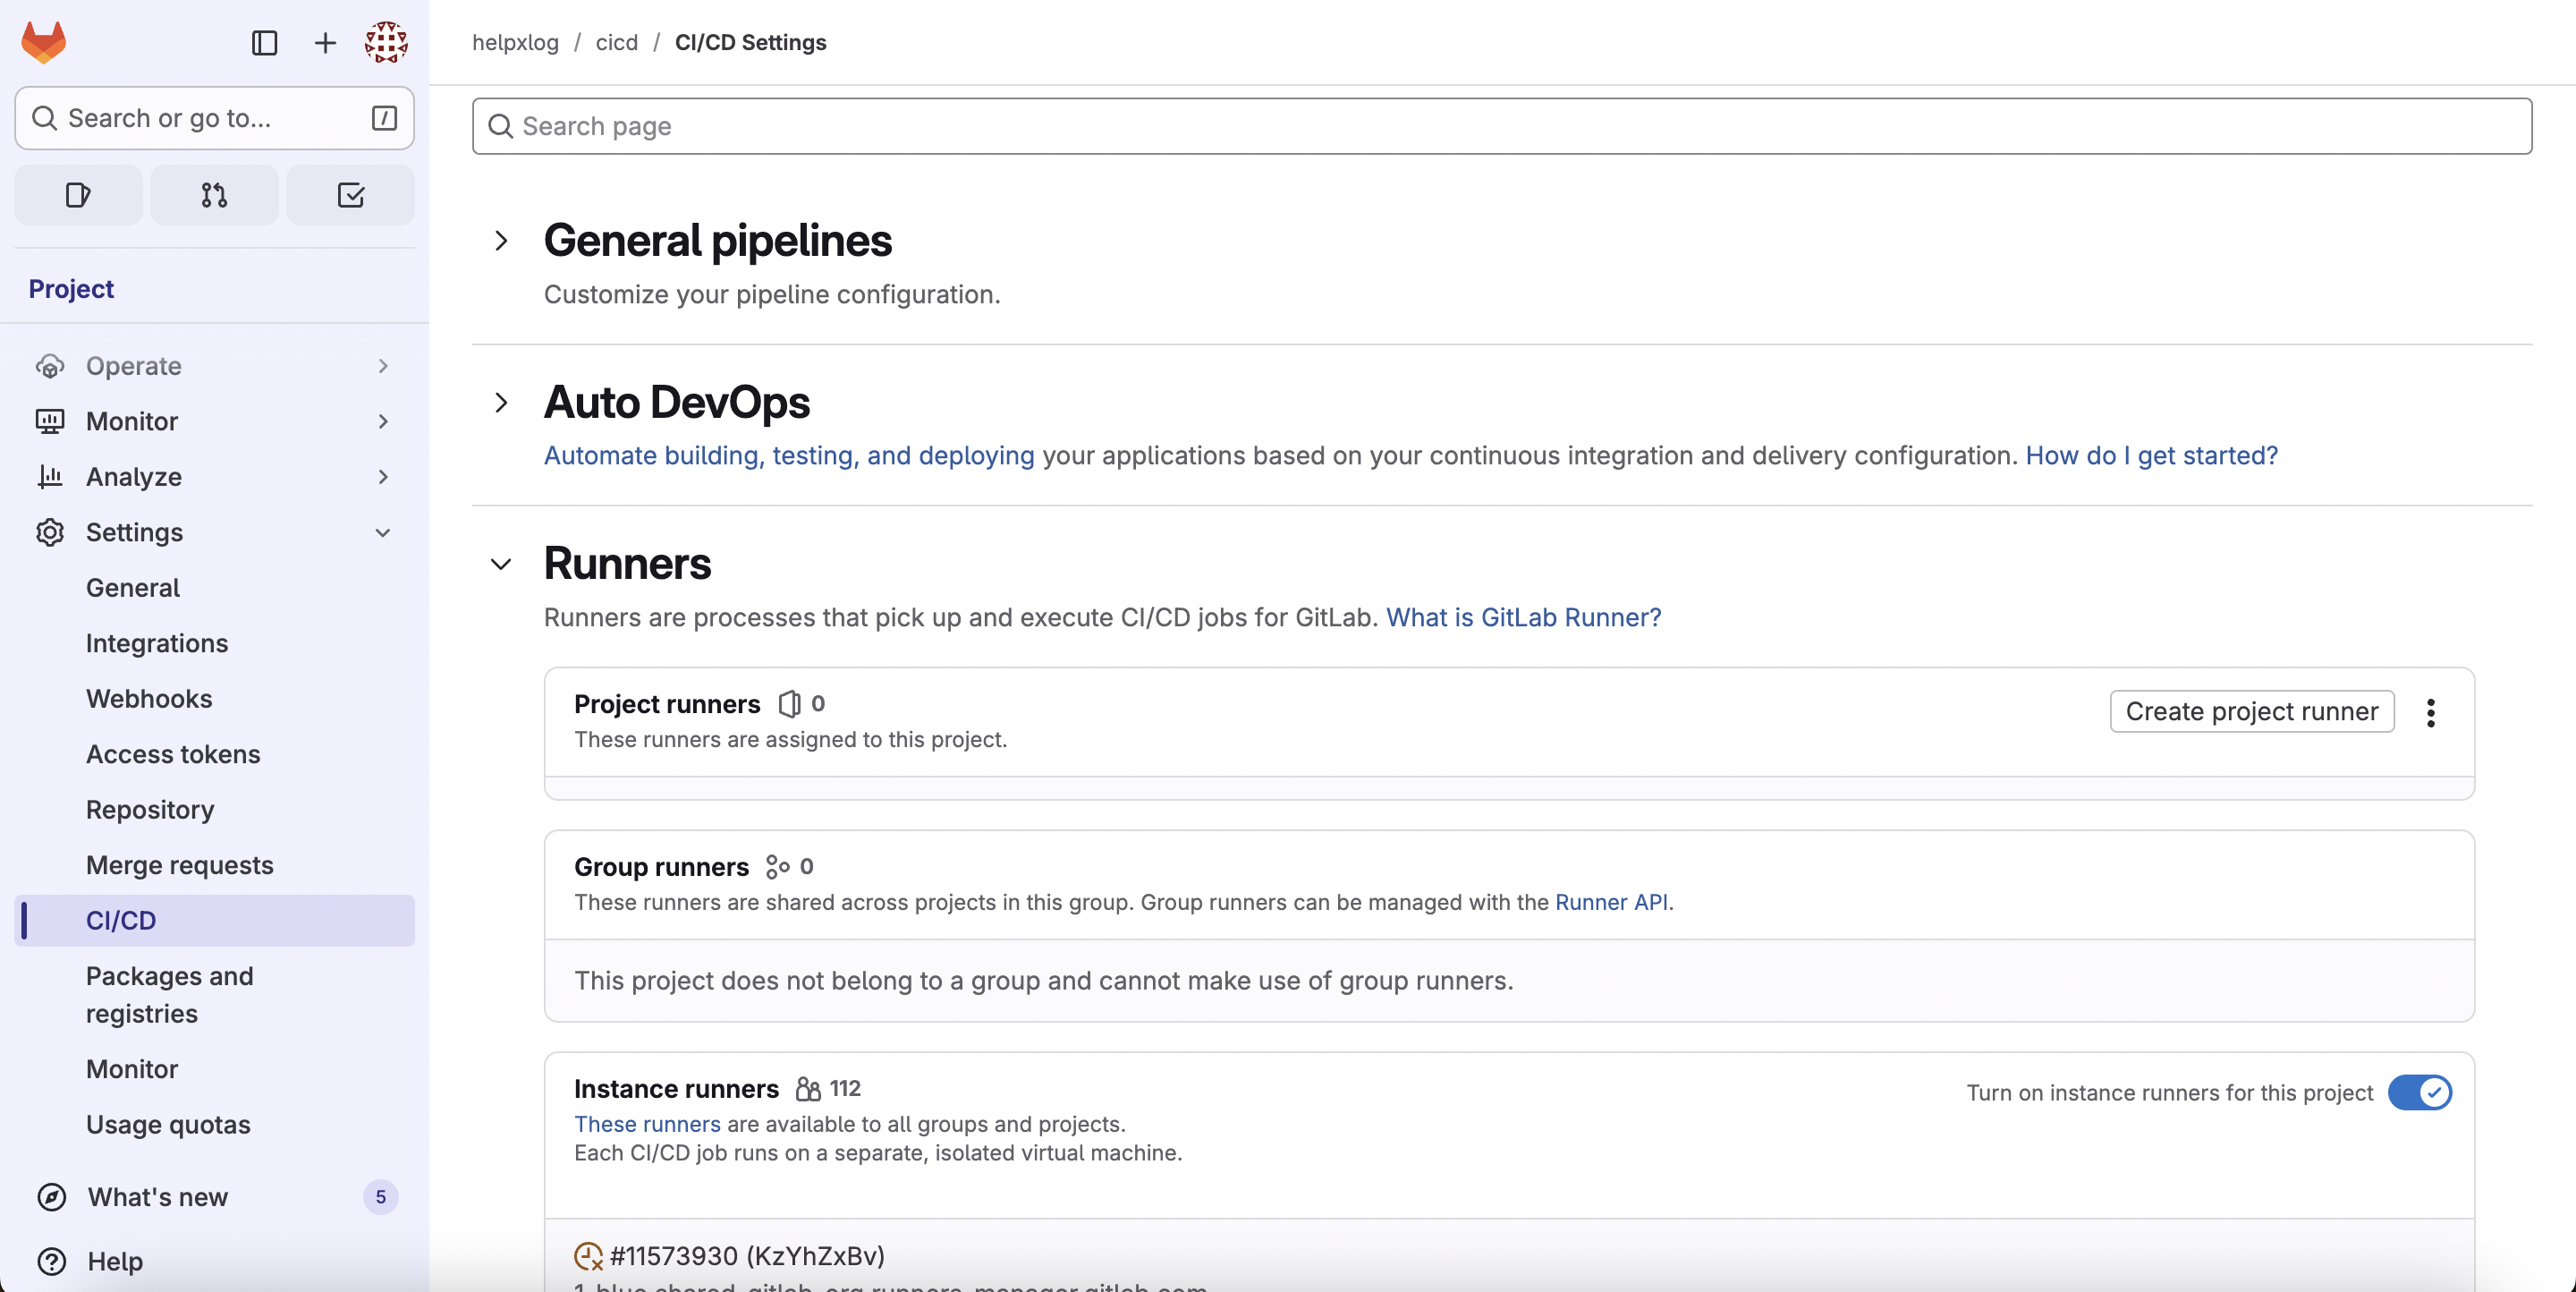 helpxlog / cicd / CI/CD Settings
Search or go to... /
Search page
Project
Operate
Monitor
Analyze
Settings
General
Integrations
Webhooks
Access tokens
Repository
Merge requests
CI/CD
Packages and
registries
Monitor
Usage quotas
What's new 5
Help
General pipelines
Customize your pipeline configuration.
Auto DevOps
Automate building, testing, and deploying your applications based on your continuous integration and delivery configuration. How do I get started?
Runners
Runners are processes that pick up and execute CI/CD jobs for GitLab. What is GitLab Runner?
Project runners 0
These runners are assigned to this project.
Create project runner
Group runners 0
These runners are shared across projects in this group. Group runners can be managed with the Runner API.
This project does not belong to a group and cannot make use of group runners.
Instance runners 112
These runners are available to all groups and projects.
Each CI/CD job runs on a separate, isolated virtual machine.
Turn on instance runners for this project
#11573930 (KzYhZxBv)